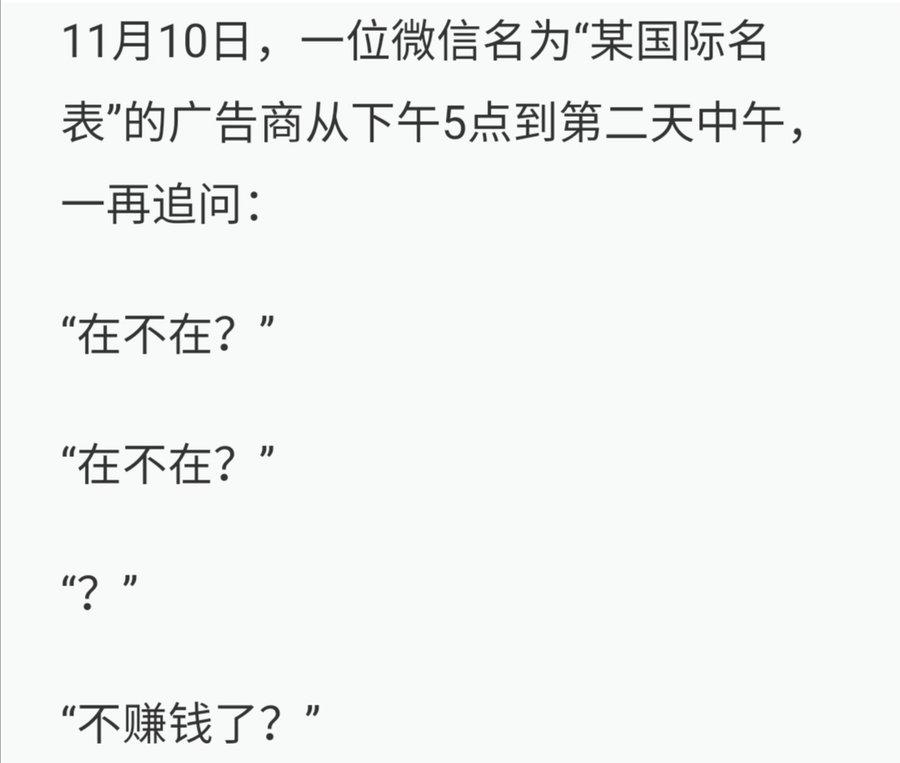 11月10日，一位微信名为“某国际名
表”的广告商从下午5点到第二天中午，
一再追问：
“在不在？”
“在不在？”
“？”
“不赚钱了？”